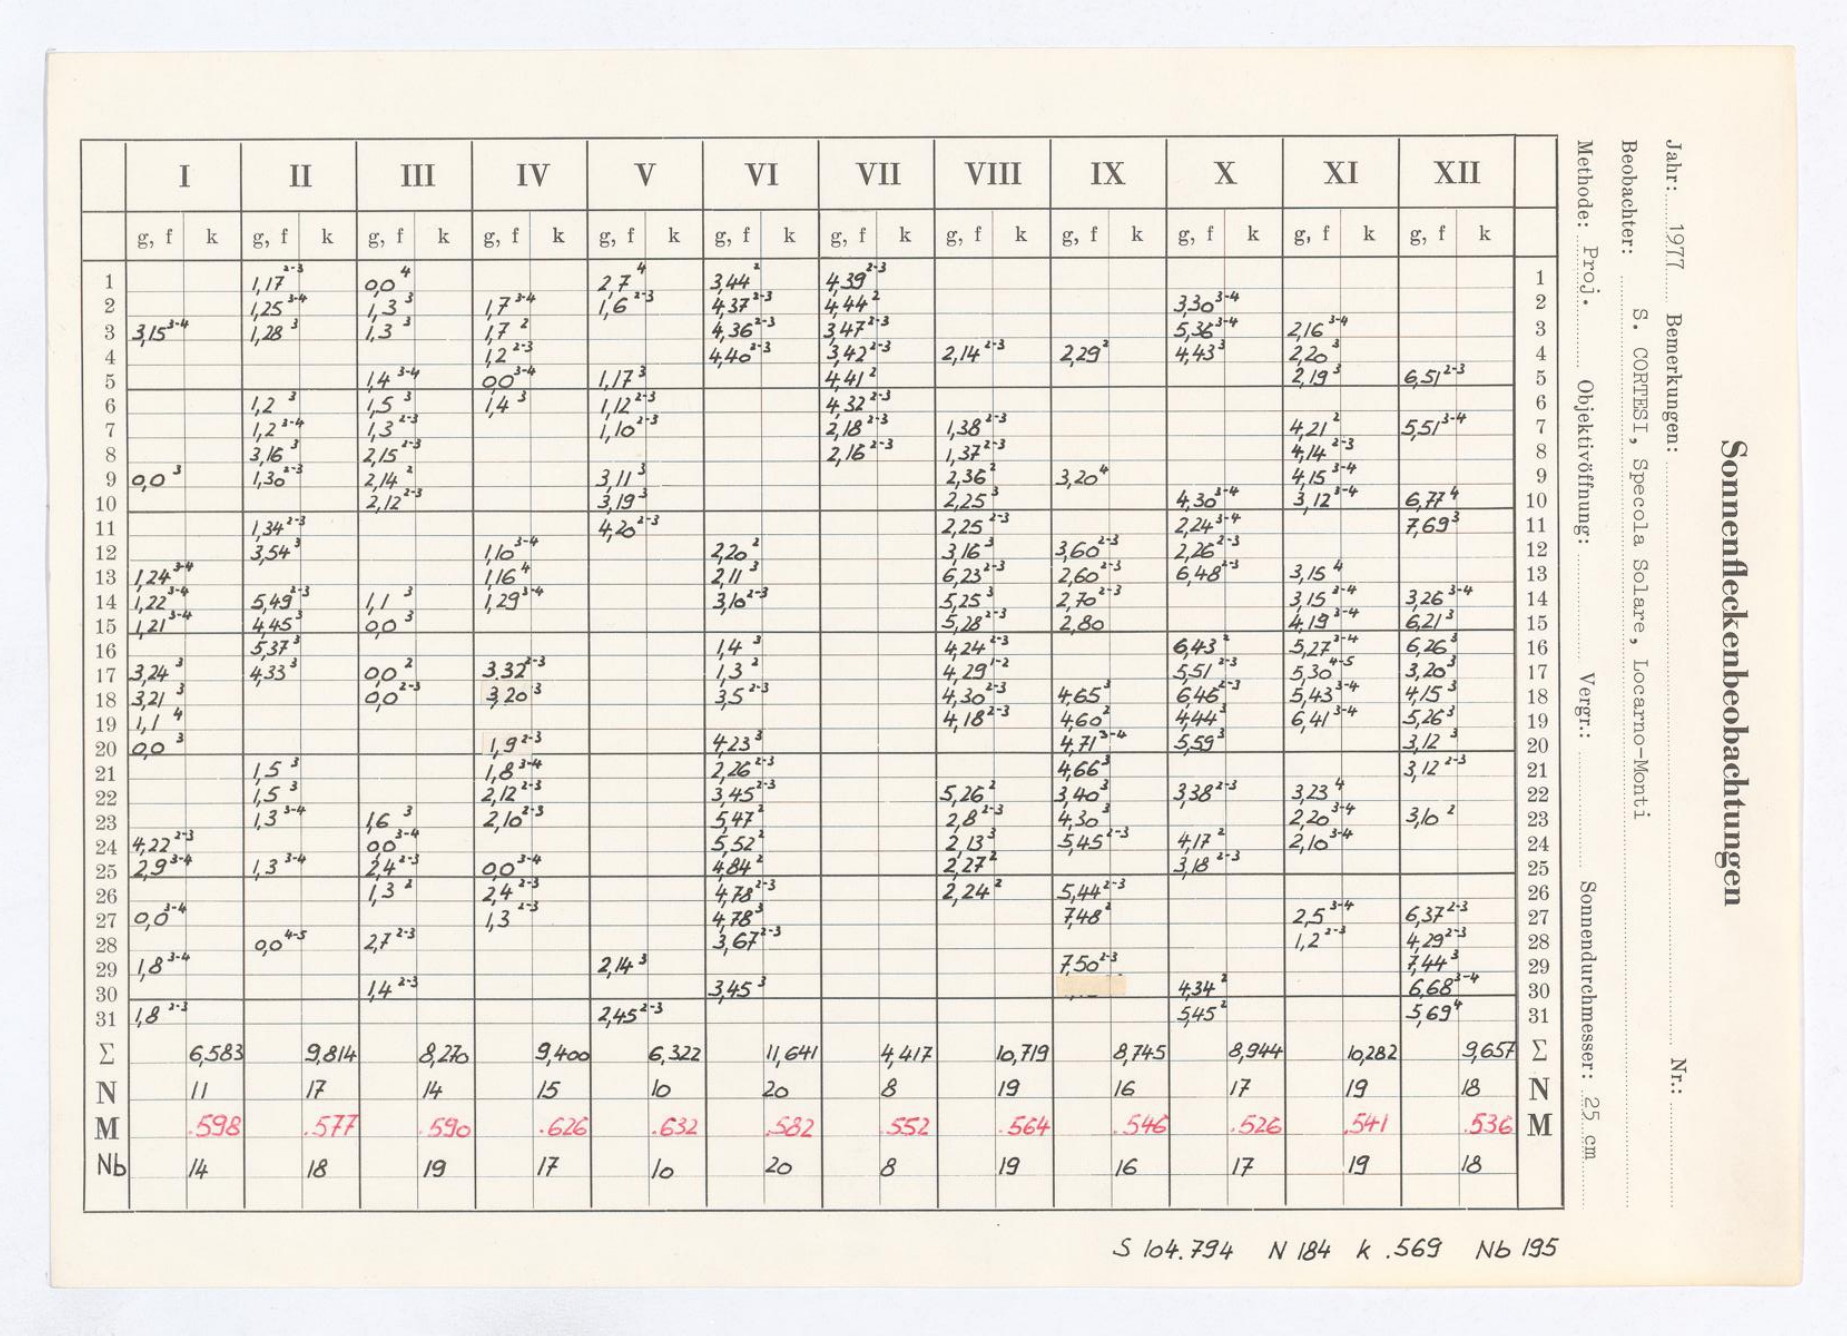 Sonnenfleckenbeobachtungen
Jahr: 1977 Bemerkungen: Nr.:
Beobachter: S. CORTESI, Specola Solare, Locarno-Monti
Methode: Proj. Objektivöffnung: Vergr.: Sonnendurchmesser: 25 cm
I II III IV V VI VII VIII IX X XI XII
g, f k g, f k g, f k g, f k g, f k g, f k g, f k g, f k g, f k g, f k g, f k g, f k
1 1,17 2-3 0,0 4 2,7 4 3,44 2 4,39 2-3 1
2 1,25 3-4 1,3 3 1,7 3-4 1,6 2-3 4,37 2-3 4,44 2 3,30 3-4 2
3 3,15 3-4 1,28 3 1,3 3 1,7 2 4,36 2-3 3,47 2-3 5,36 3-4 2,16 3-4 3
4 1,2 2-3 4,40 2-3 3,42 2-3 2,14 2-3 2,29 2 4,43 3 2,20 3 4
5 1,4 3-4 0,0 3-4 1,17 3 4,41 2 2,19 3 6,51 2-3 5
6 1,2 3 1,5 3 1,4 3 1,12 2-3 4,32 2-3 6
7 1,2 3-4 1,3 2-3 1,10 2-3 2,18 2-3 1,38 2-3 4,21 2 5,51 3-4 7
8 3,16 3 2,15 2-3 2,16 2-3 1,37 2-3 4,14 2-3 8
9 0,0 3 1,30 2-3 2,14 2 3,11 3 2,36 2 3,20 4 4,15 3-4 9
10 2,12 2-3 3,19 3 2,25 3 4,30 3-4 3,12 3-4 6,77 4 10
11 1,34 2-3 4,20 2-3 2,25 2-3 2,24 3-4 7,69 3 11
12 3,54 3 1,10 3-4 2,20 2 3,16 3 3,60 2-3 2,26 2-3 12
13 1,24 3-4 1,16 4 2,11 3 6,23 2-3 2,60 2-3 6,48 2-3 3,15 4 13
14 1,22 3-4 5,49 2-3 1,1 3 1,29 3-4 3,10 2-3 5,25 3 2,70 2-3 3,15 3-4 3,26 3-4 14
15 1,21 3-4 4,45 3 0,0 3 5,28 2-3 2,80 4,19 3-4 6,21 3 15
16 5,37 3 1,4 3 4,24 2-3 6,43 2 5,27 3-4 6,26 3 16
17 3,24 3 4,33 3 0,0 2 3,32 2-3 1,3 2 4,29 1-2 5,51 2-3 5,30 4-5 3,20 3 17
18 3,21 3 0,0 2-3 3,20 3 3,5 2-3 4,30 2-3 4,65 3 6,46 2-3 5,43 3-4 4,15 3 18
19 1,1 4 4,18 2-3 4,60 2 4,44 3 6,41 3-4 5,26 3 19
20 0,0 3 1,9 2-3 4,23 3 4,71 3-4 5,59 3 3,12 3 20
21 1,5 3 1,8 3-4 2,26 2-3 4,66 3 3,12 2-3 21
22 1,5 3 2,12 2-3 3,45 2-3 5,26 2 3,40 3 3,38 2-3 3,23 4 22
23 1,3 3-4 1,6 3 2,10 2-3 5,47 2 2,8 2-3 4,30 3 2,20 3-4 3,10 2 23
24 4,22 2-3 0,0 3-4 5,52 2 2,13 3 5,45 2-3 4,17 2 2,10 3-4 24
25 2,9 3-4 1,3 3-4 2,4 2-3 0,0 3-4 4,84 2 2,27 2 3,18 2-3 25
26 1,3 2 2,4 2-3 4,78 2-3 2,24 2 5,44 2-3 26
27 0,0 3-4 1,3 2-3 4,78 3 7,48 2 2,5 3-4 6,37 2-3 27
28 0,0 4-5 2,7 2-3 3,67 2-3 1,2 2-3 4,29 2-3 28
29 1,8 3-4 2,14 3 7,50 2-3 7,44 3 29
30 1,4 2-3 3,45 3 4,34 2 6,68 3-4 30
31 1,8 2-3 2,45 2-3 5,45 2 5,69 4 31
Σ 6,583 9,814 8,270 9,400 6,322 11,641 4,417 10,719 8,745 8,944 10,282 9,657 Σ
N 11 17 14 15 10 20 8 19 16 17 19 18 N
M .598 .577 .590 .626 .632 .582 .552 .564 .546 .526 .541 .536 M
Nb 14 18 19 17 10 20 8 19 16 17 19 18
S 104.794 N 184 k .569 Nb 195